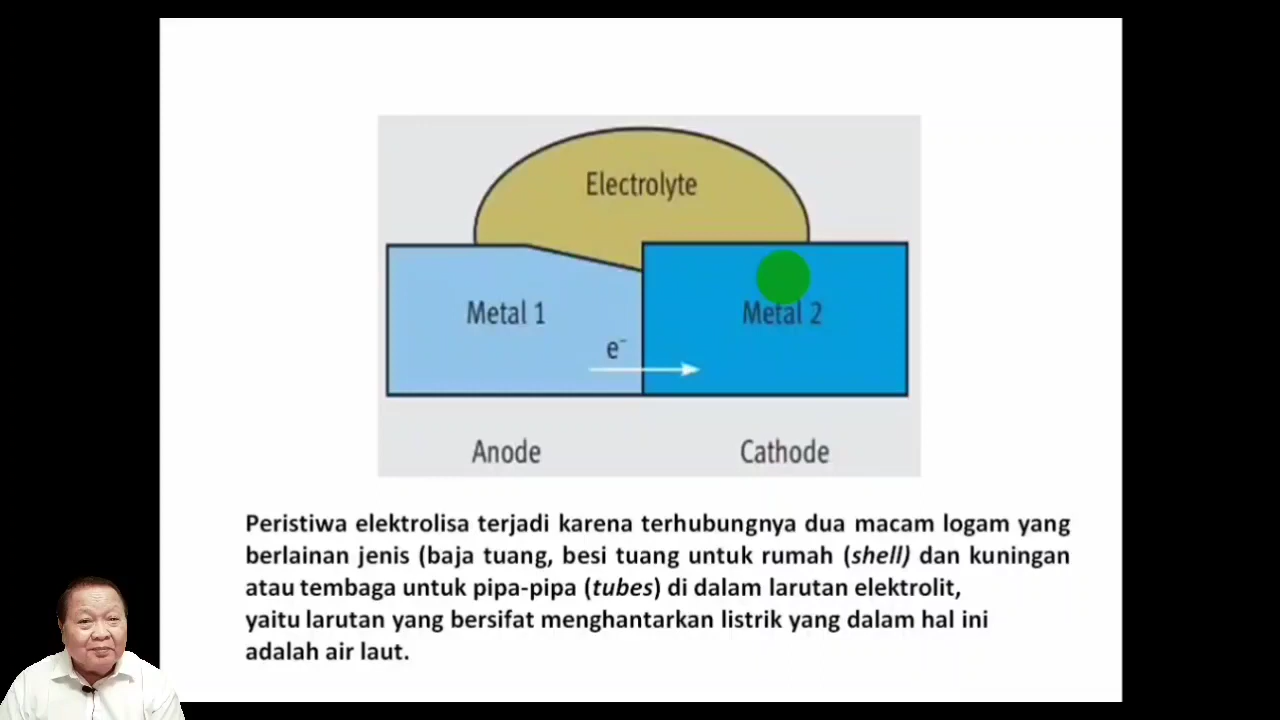 Electrolyte
Metal 1
Metal 2
e⁻
Anode
Cathode
Peristiwa elektrolisa terjadi karena terhubungnya dua macam logam yang
berlainan jenis (baja tuang, besi tuang untuk rumah (shell) dan kuningan
atau tembaga untuk pipa-pipa (tubes) di dalam larutan elektrolit,
yaitu larutan yang bersifat menghantarkan listrik yang dalam hal ini
adalah air laut.